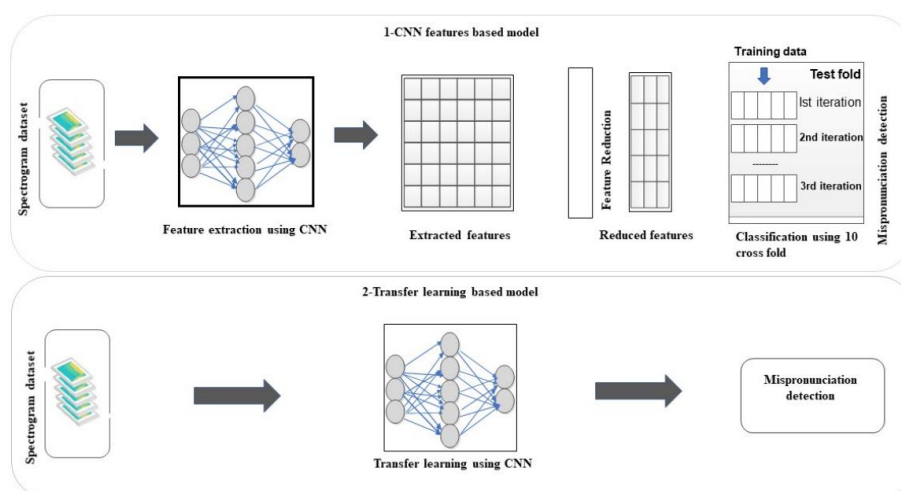 1-CNN features based model
Spectrogram dataset
Feature extraction using CNN
Extracted features
Feature Reduction
Reduced features
Training data
Test fold
Ist iteration
2nd iteration
---------
3rd iteration
Classification using 10
cross fold
Mispronunciation detection
2-Transfer learning based model
Spectrogram dataset
Transfer learning using CNN
Mispronunciation
detection